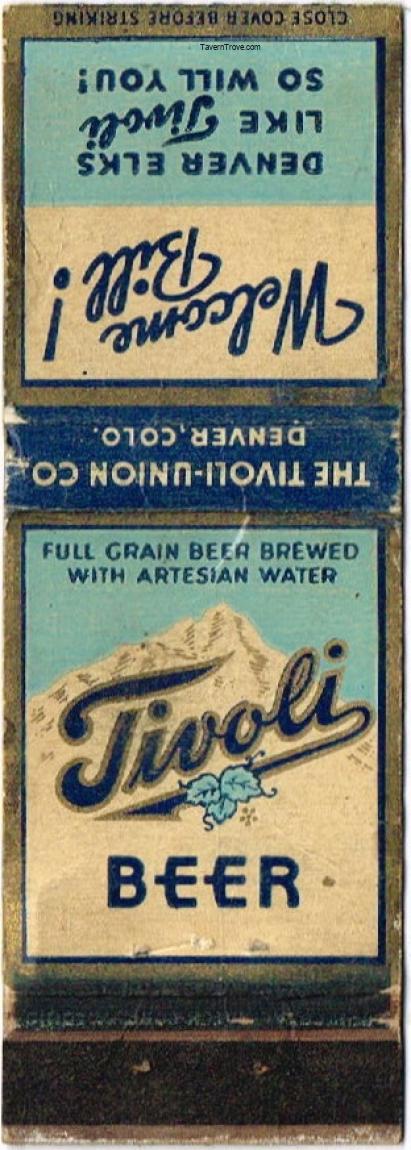 CLOSE COVER BEFORE STRIKING
TavernTrove.com
DENVER ELKS
LIKE Tivoli
SO WILL YOU!
Welcome
Bill!
THE TIVOLI-UNION CO.,
DENVER, COLO.
FULL GRAIN BEER BREWED
WITH ARTESIAN WATER
Tivoli
BEER